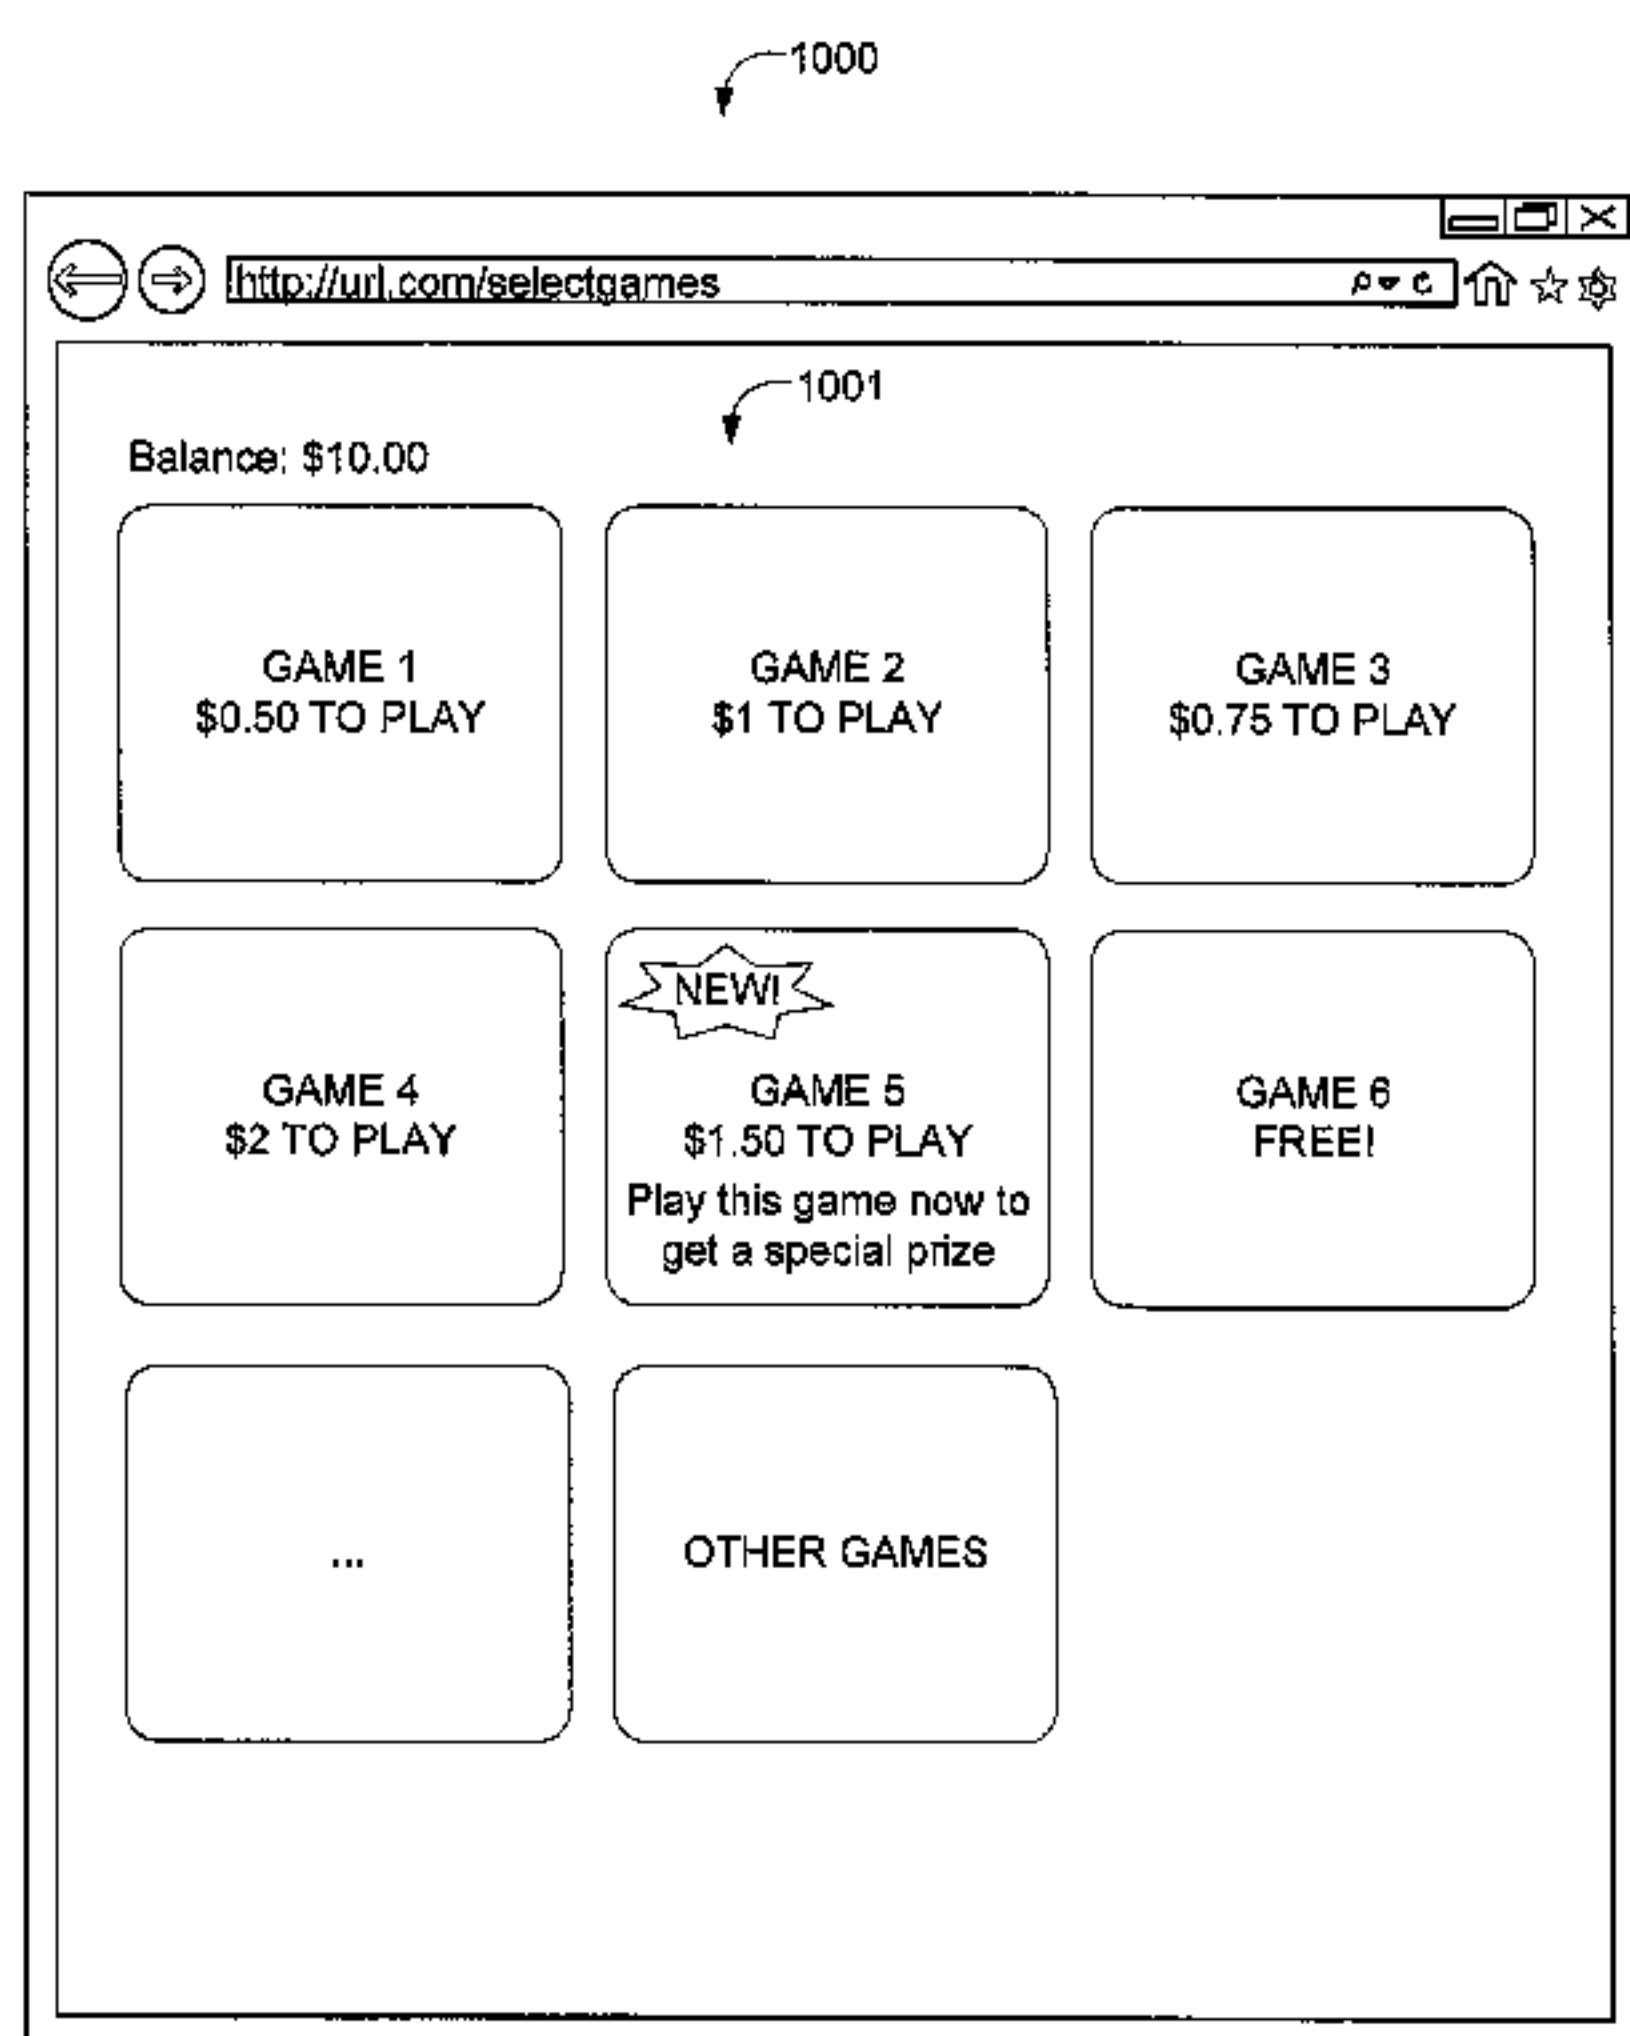 1000
http://url.com/selectgames
1001
Balance: $10.00
GAME 1
$0.50 TO PLAY
GAME 2
$1 TO PLAY
GAME 3
$0.75 TO PLAY
GAME 4
$2 TO PLAY
NEW!
GAME 5
$1.50 TO PLAY
Play this game now to
get a special prize
GAME 6
FREE!
...
OTHER GAMES